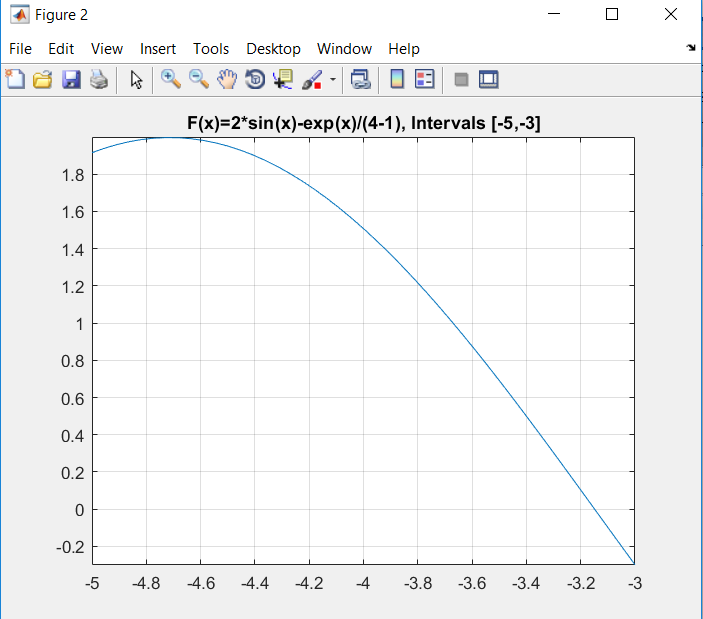 Figure 2
File Edit View Insert Tools Desktop Window Help
F(x)=2*sin(x)-exp(x)/(4-1), Intervals [-5,-3]
1.8
1.6
1.4
1.2
1
0.8
0.6
0.4
0.2
0
-0.2
-5 -4.8 -4.6 -4.4 -4.2 -4 -3.8 -3.6 -3.4 -3.2 -3